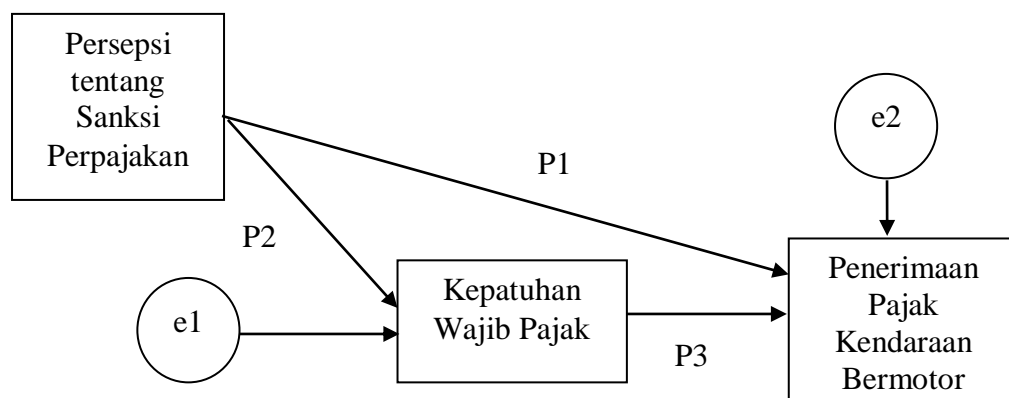 Persepsi
tentang
Sanksi
Perpajakan
e2
P1
P2
Penerimaan
Pajak
Kendaraan
Bermotor
Kepatuhan
Wajib Pajak
e1
P3